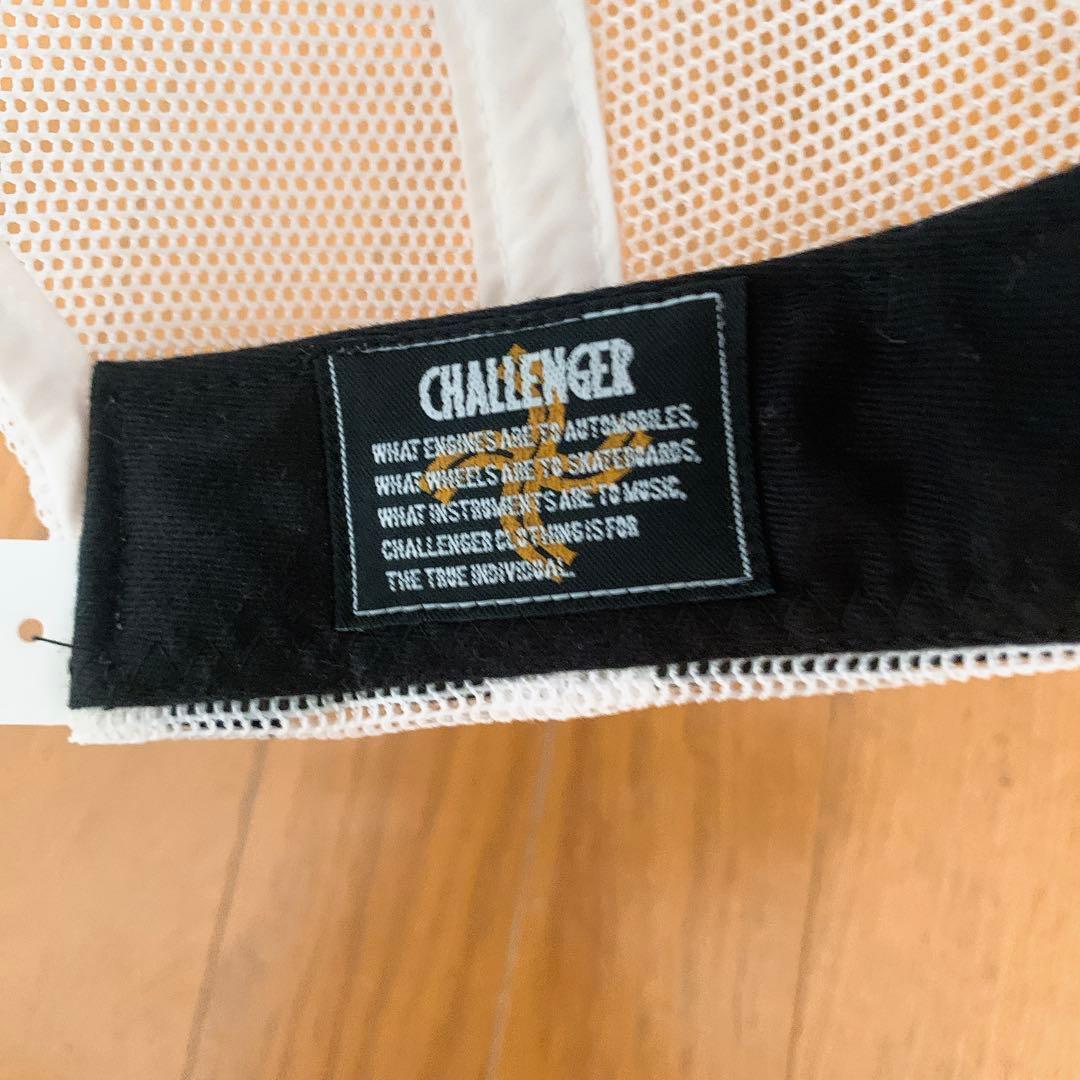 CHALLENGER
WHAT ENGINES ARE TO AUTOMOBILES,
WHAT WHEELS ARE TO SKATEBOARDS,
WHAT INSTRUMENTS ARE TO MUSIC,
CHALLENGER CLOTHING IS FOR
THE TRUE INDIVIDUAL.